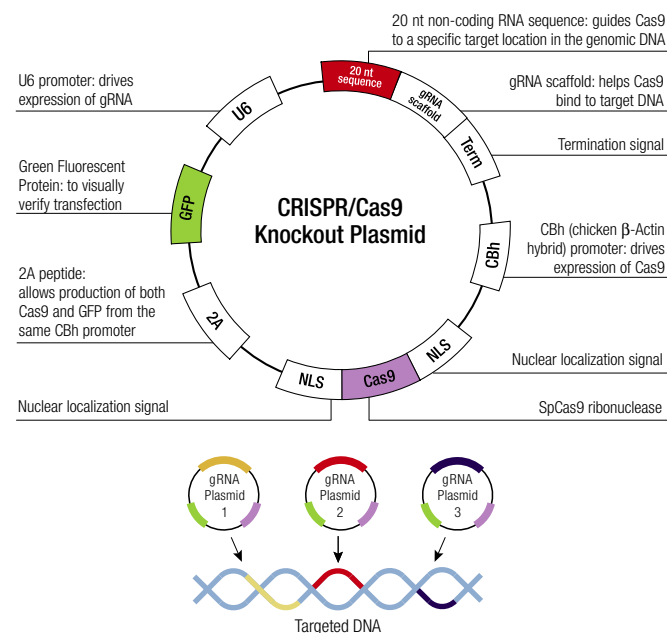 20 nt non-coding RNA sequence: guides Cas9
to a specific target location in the genomic DNA
U6 promoter: drives
expression of gRNA
20 nt
sequence
gRNA
scaffold
gRNA scaffold: helps Cas9
bind to target DNA
U6
Term
Termination signal
Green Fluorescent
Protein: to visually
verify transfection
GFP
CRISPR/Cas9
Knockout Plasmid
CBh
CBh (chicken β-Actin
hybrid) promoter: drives
expression of Cas9
2A peptide:
allows production of both
Cas9 and GFP from the
same CBh promoter
2A
NLS
Cas9
NLS
Nuclear localization signal
Nuclear localization signal
SpCas9 ribonuclease
gRNA
Plasmid
1
gRNA
Plasmid
2
gRNA
Plasmid
3
Targeted DNA